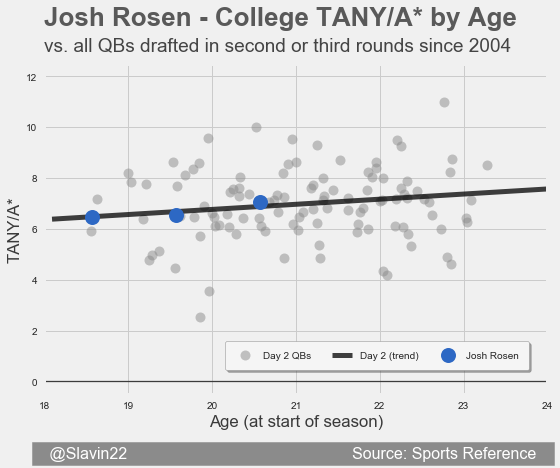 Josh Rosen - College TANY/A* by Age
vs. all QBs drafted in second or third rounds since 2004
12
10
8
6
4
2
0
TANY/A*
Day 2 QBs
Day 2 (trend)
Josh Rosen
18 19 20 21 22 23 24
Age (at start of season)
@Slavin22
Source: Sports Reference